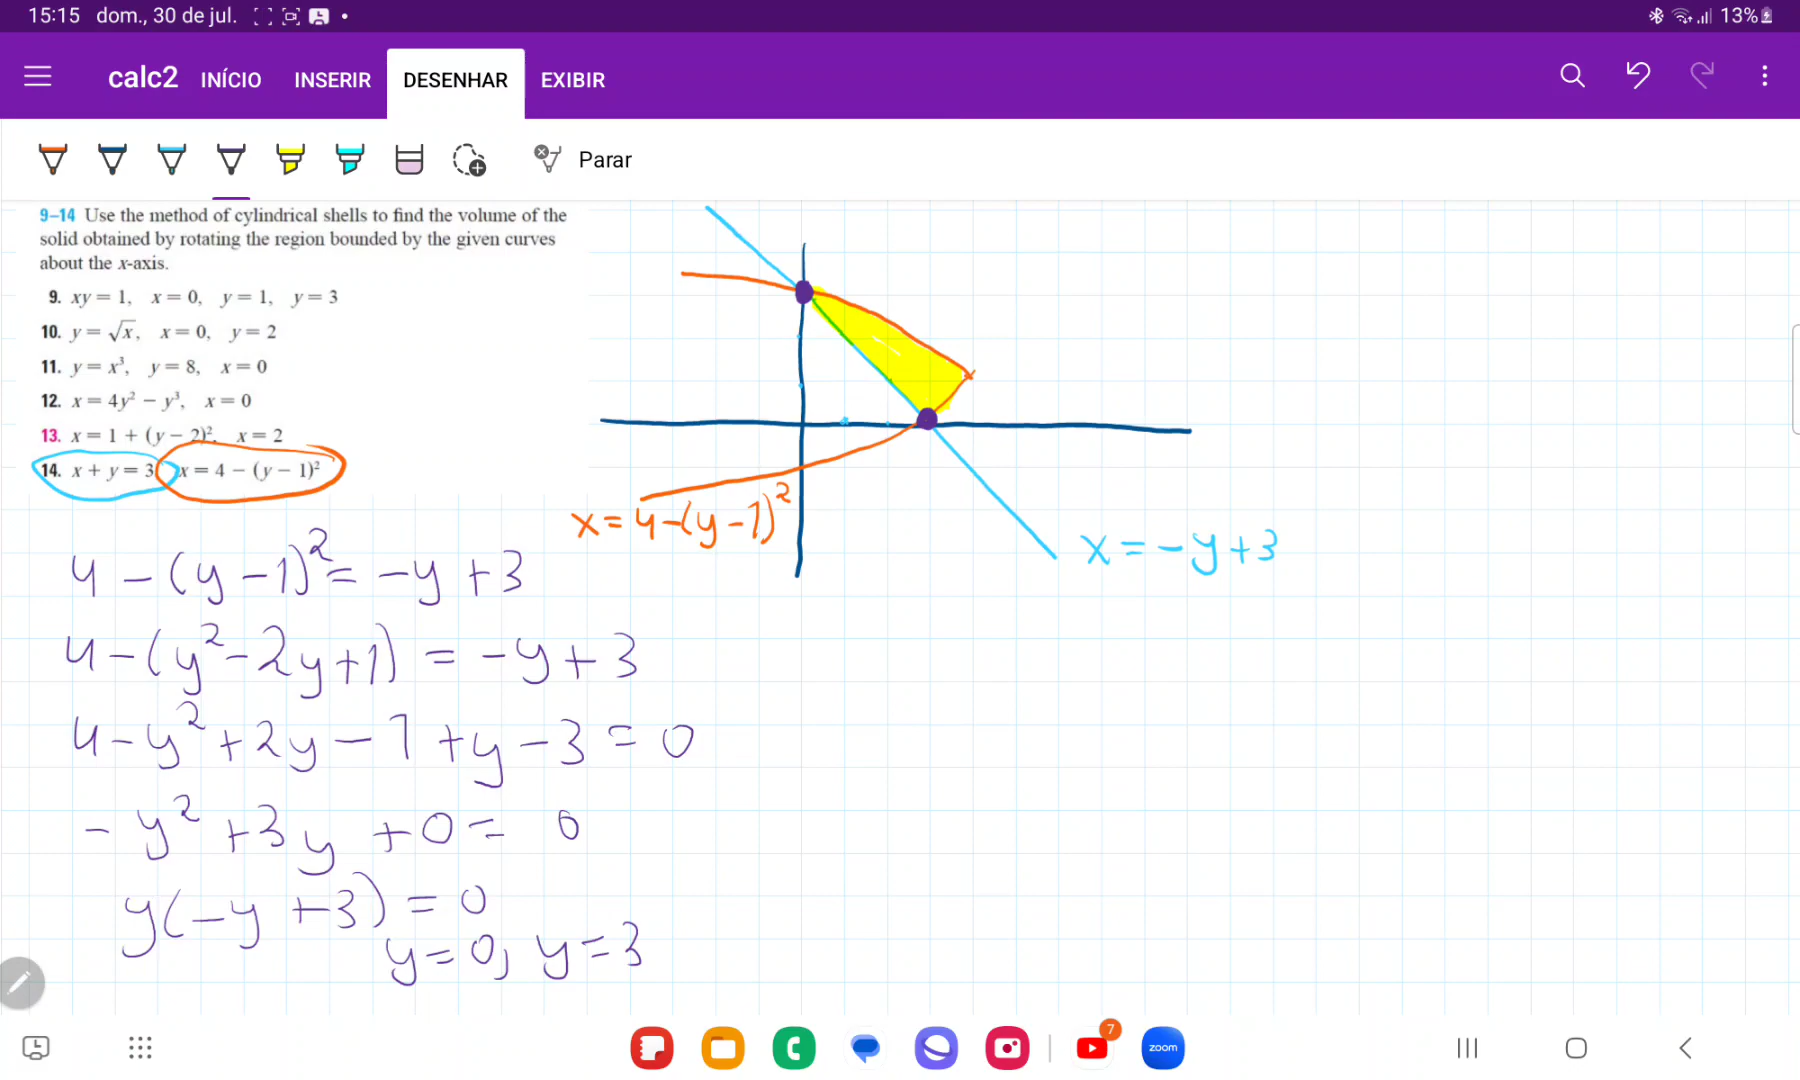 15:15 dom., 30 de jul.
13%
calc2 INÍCIO INSERIR DESENHAR EXIBIR
Parar
9–14 Use the method of cylindrical shells to find the volume of the
solid obtained by rotating the region bounded by the given curves
about the x-axis.
9. xy = 1, x = 0, y = 1, y = 3
10. y = √x, x = 0, y = 2
11. y = x³, y = 8, x = 0
12. x = 4y² − y³, x = 0
13. x = 1 + (y − 2)², x = 2
14. x + y = 3, x = 4 − (y − 1)²
x = 4-(y-1)²
x = -y+3
4-(y-1)² = -y+3
4-(y²-2y+1) = -y+3
4-y²+2y-1+y-3=0
-y²+3y+0=0
y(-y+3)=0
y=0, y=3
7
zoom